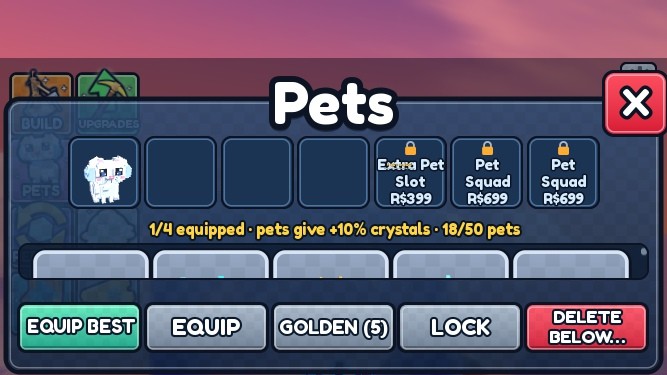 Pets
BUILD
UPGRADES
PETS
Extra Pet
Slot
R$399
Pet
Squad
R$699
Pet
Squad
R$699
1/4 equipped · pets give +10% crystals · 18/50 pets
EQUIP BEST
EQUIP
GOLDEN (5)
LOCK
DELETE
BELOW...